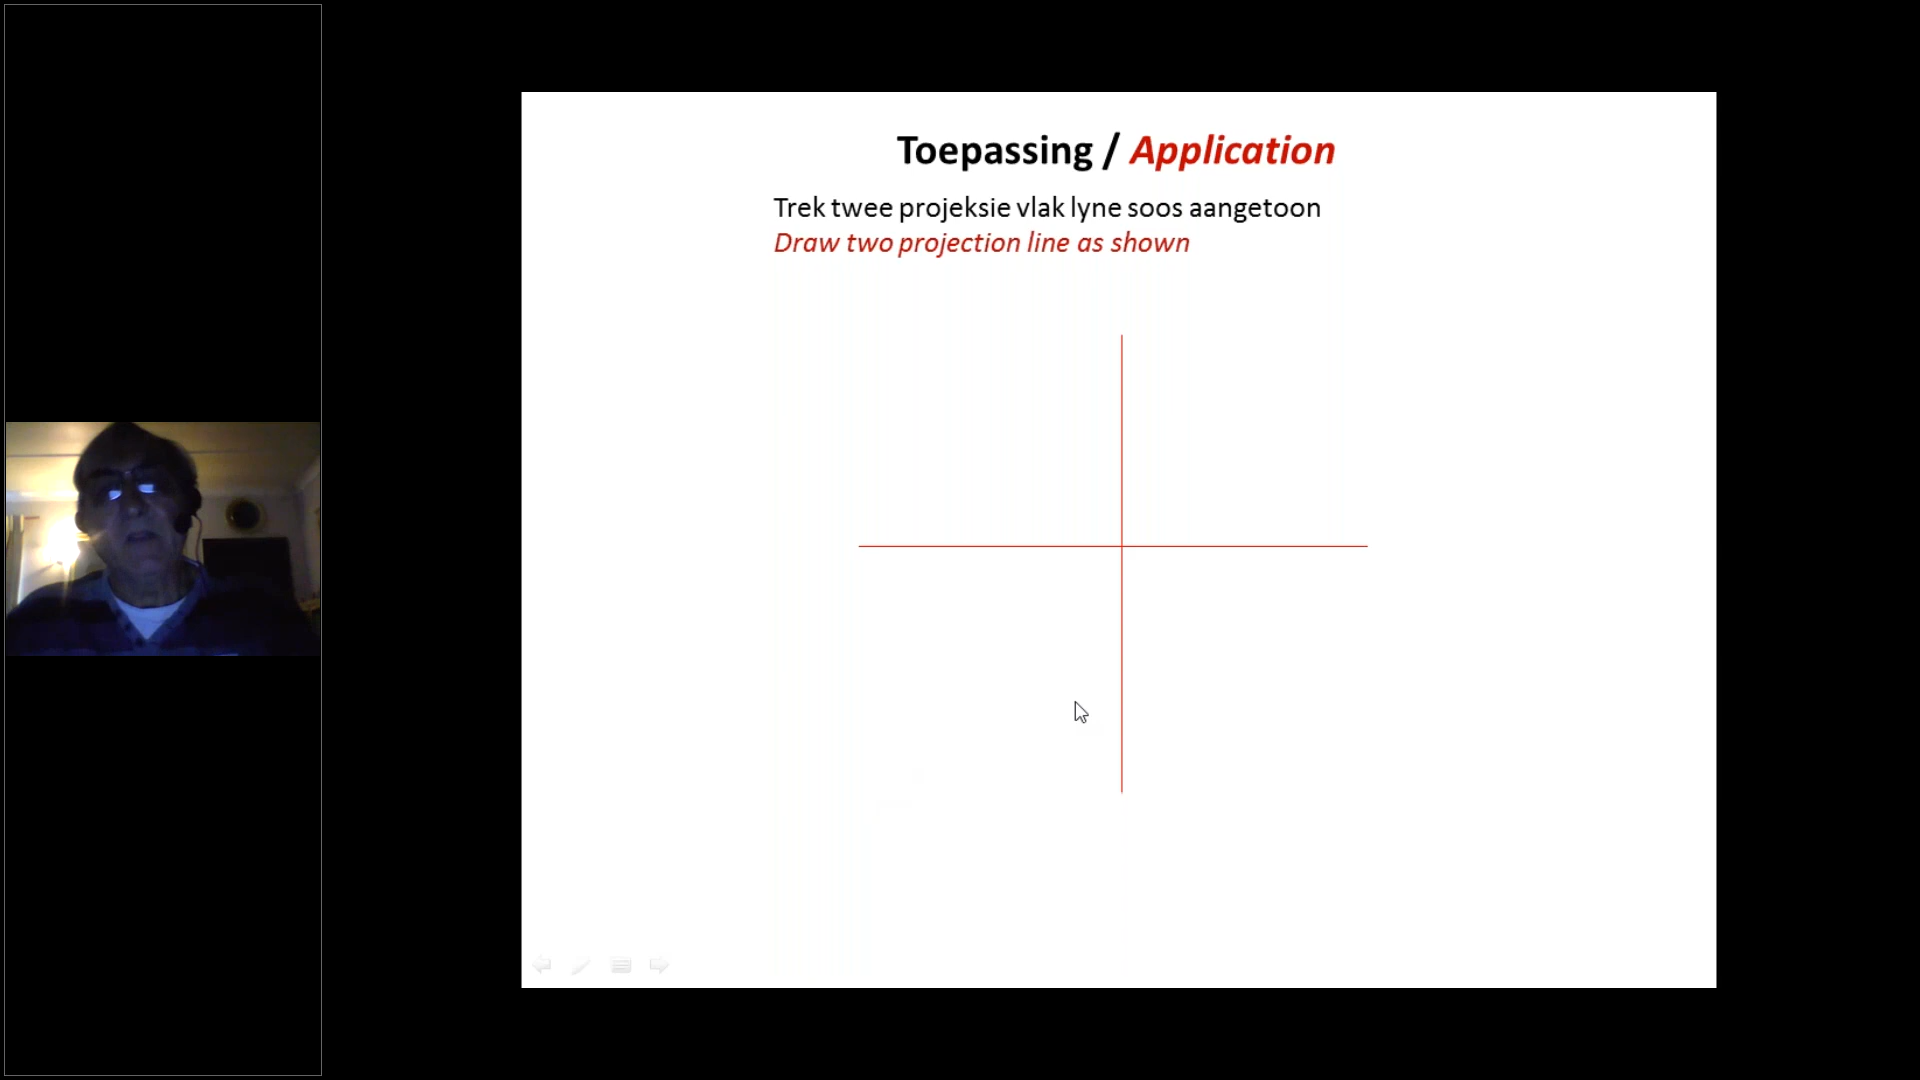 Toepassing / Application
Trek twee projeksie vlak lyne soos aangetoon
Draw two projection line as shown